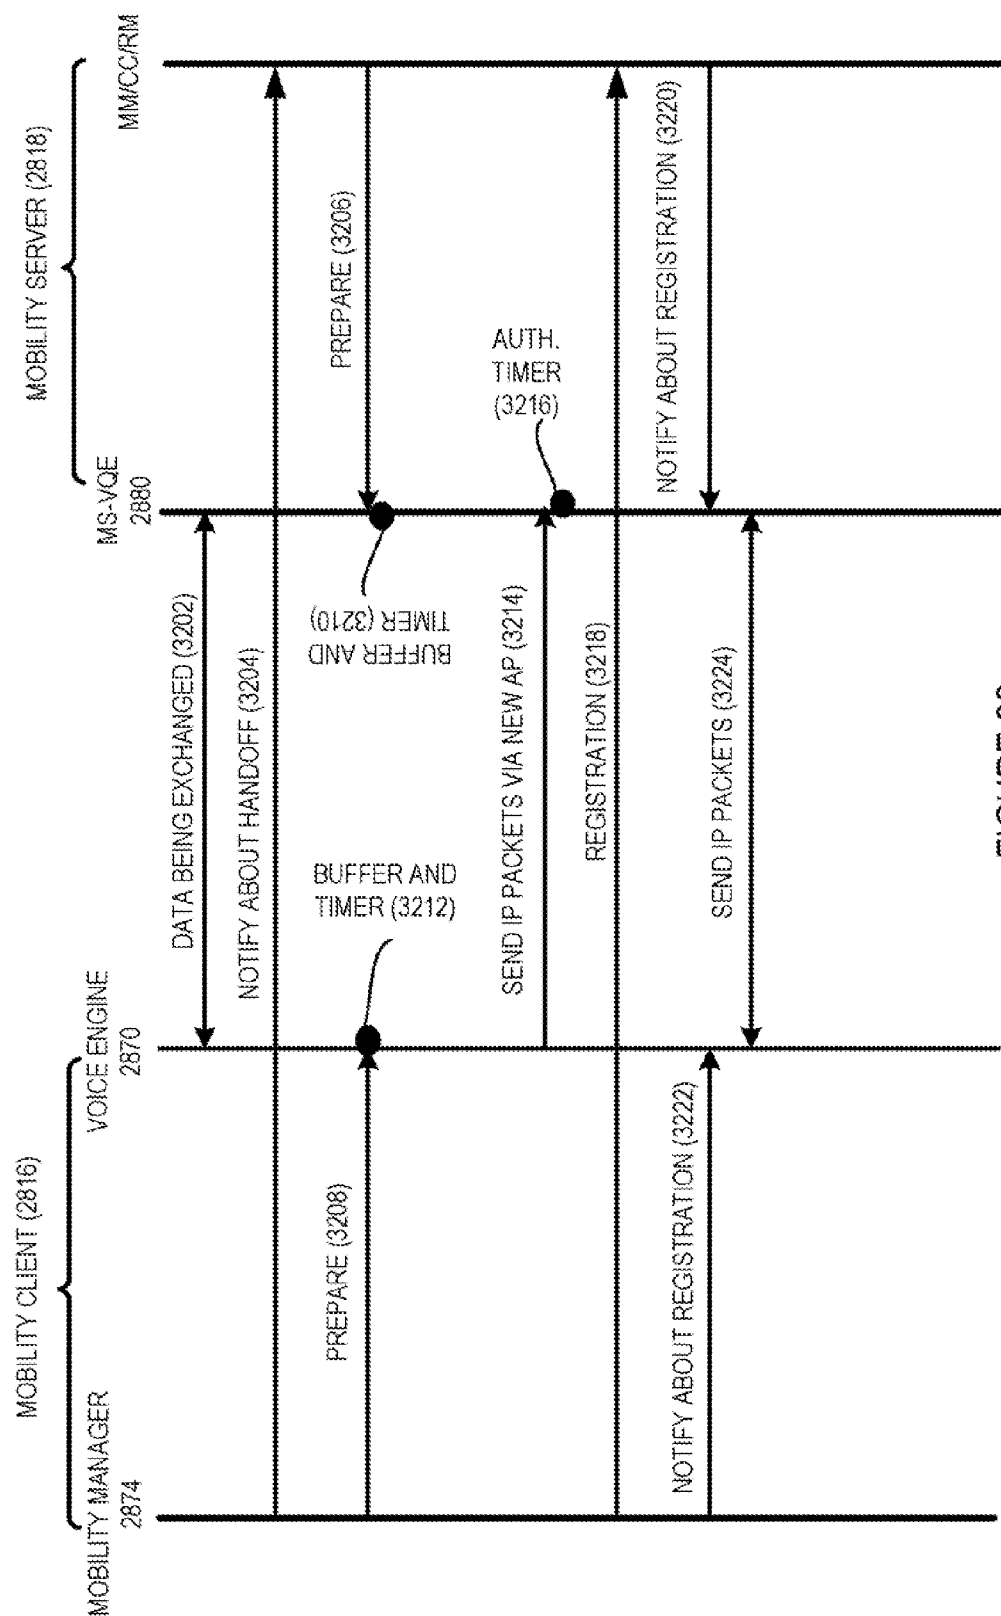 MOBILITY CLIENT (2816)
MOBILITY SERVER (2818)
MOBILITY MANAGER
2874
VOICE ENGINE
2870
MS-VQE
2880
MM/CC/RM
DATA BEING EXCHANGED (3202)
NOTIFY ABOUT HANDOFF (3204)
PREPARE (3208)
BUFFER AND
TIMER (3212)
BUFFER AND
TIMER (3210)
PREPARE (3206)
SEND IP PACKETS VIA NEW AP (3214)
AUTH.
TIMER
(3216)
REGISTRATION (3218)
NOTIFY ABOUT REGISTRATION (3222)
NOTIFY ABOUT REGISTRATION (3220)
SEND IP PACKETS (3224)